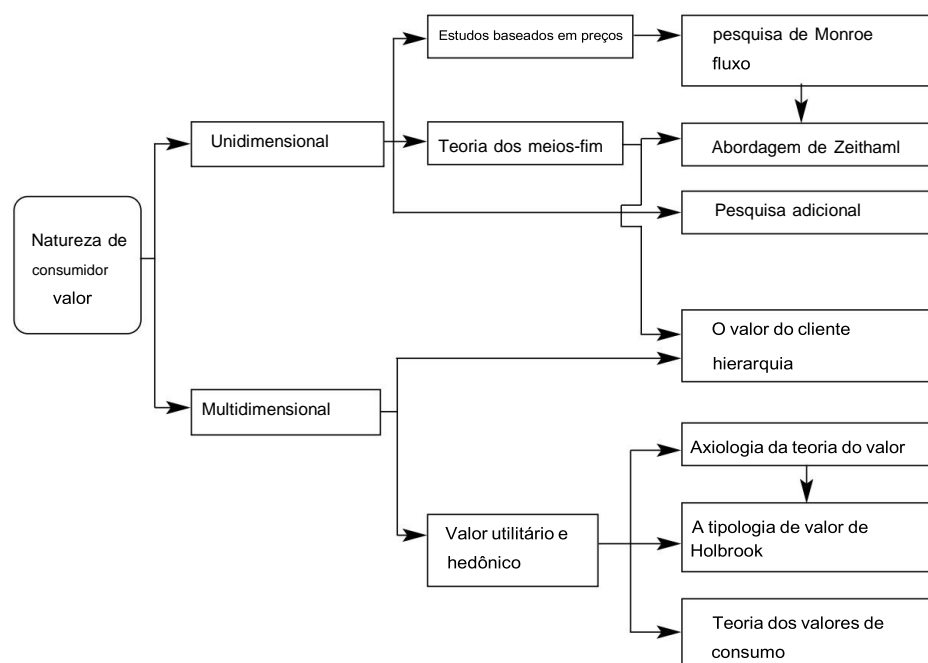 Estudos baseados em preços
pesquisa de Monroe
fluxo
Unidimensional
Teoria dos meios-fim
Abordagem de Zeithaml
Pesquisa adicional
Natureza de
consumidor
valor
O valor do cliente
hierarquia
Multidimensional
Axiologia da teoria do valor
Valor utilitário e
hedônico
A tipologia de valor de
Holbrook
Teoria dos valores de
consumo